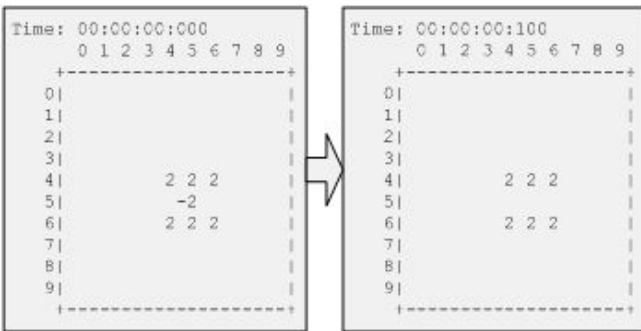 Time: 00:00:00:000
0 1 2 3 4 5 6 7 8 9
+--------------------+
0|                    |
1|                    |
2|                    |
3|                    |
4|         2 2 2      |
5|          -2        |
6|         2 2 2      |
7|                    |
8|                    |
9|                    |
+--------------------+
Time: 00:00:00:100
0 1 2 3 4 5 6 7 8 9
+--------------------+
0|                    |
1|                    |
2|                    |
3|                    |
4|         2 2 2      |
5|                    |
6|         2 2 2      |
7|                    |
8|                    |
9|                    |
+--------------------+